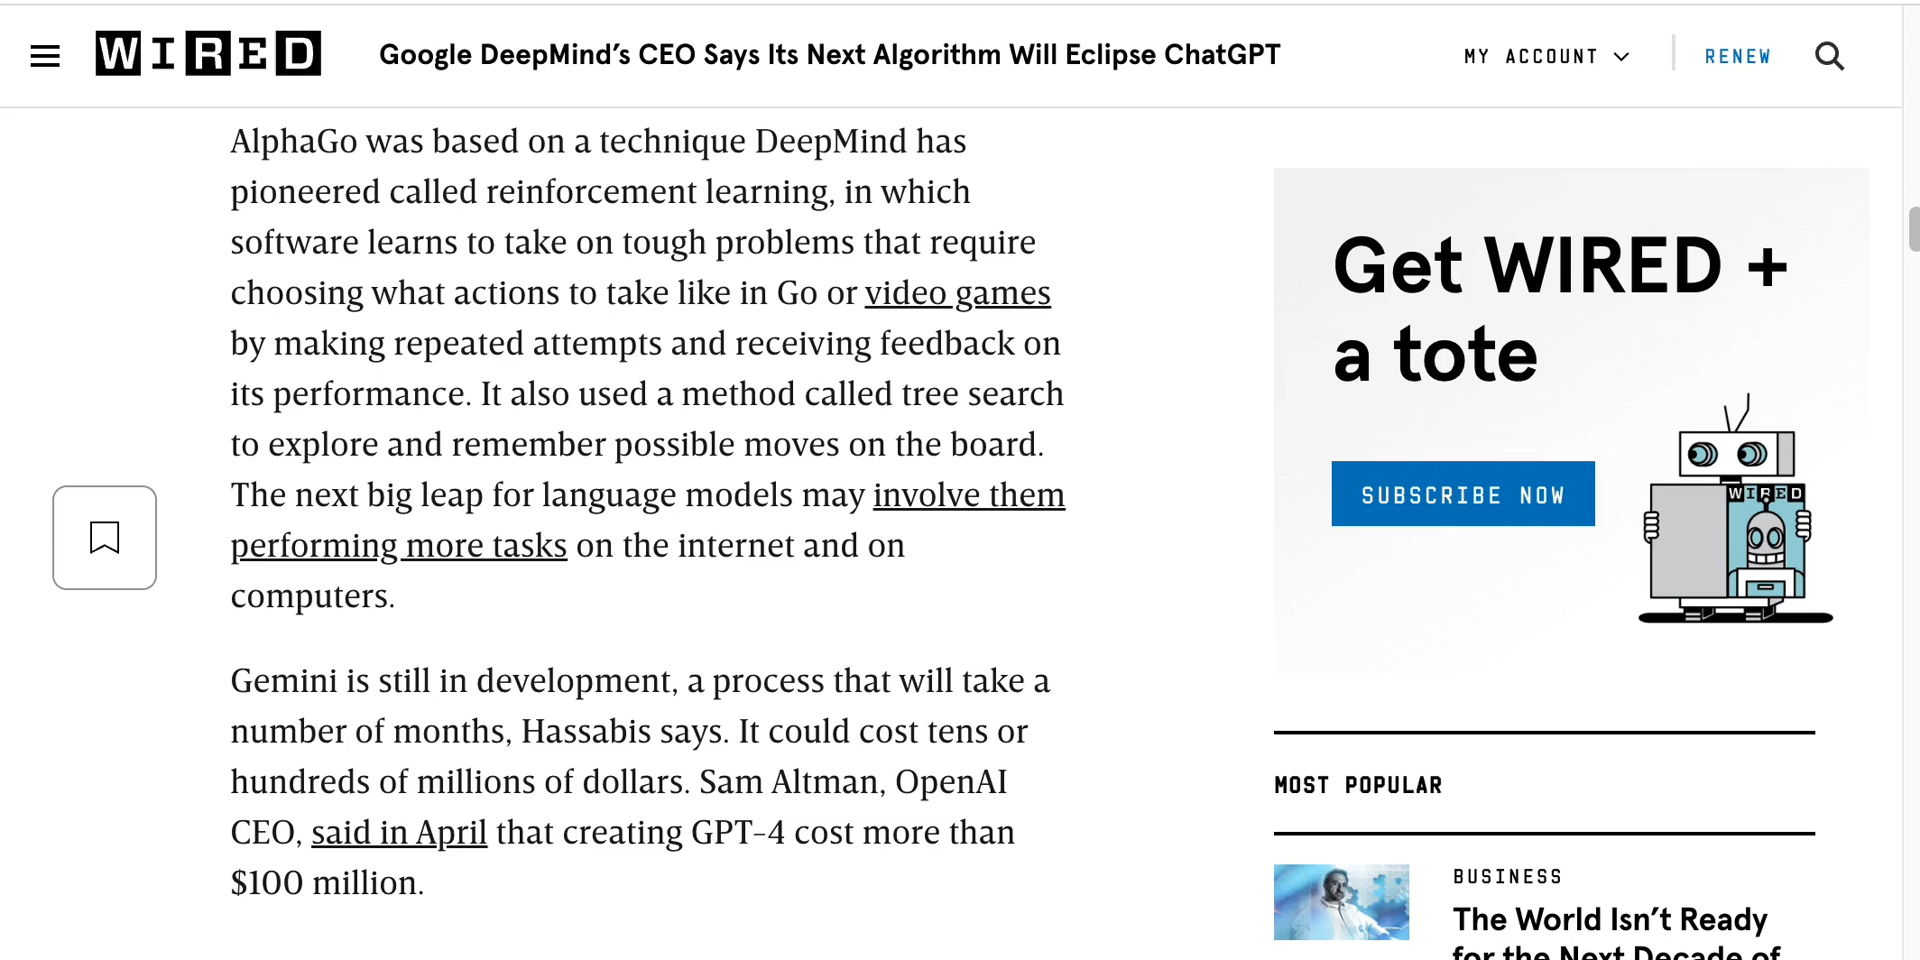 WIRED
Google DeepMind’s CEO Says Its Next Algorithm Will Eclipse ChatGPT
MY ACCOUNT
RENEW
AlphaGo was based on a technique DeepMind has
pioneered called reinforcement learning, in which
software learns to take on tough problems that require
choosing what actions to take like in Go or video games
by making repeated attempts and receiving feedback on
its performance. It also used a method called tree search
to explore and remember possible moves on the board.
The next big leap for language models may involve them
performing more tasks on the internet and on
computers.
Gemini is still in development, a process that will take a
number of months, Hassabis says. It could cost tens or
hundreds of millions of dollars. Sam Altman, OpenAI
CEO, said in April that creating GPT-4 cost more than
$100 million.
Get WIRED +
a tote
SUBSCRIBE NOW
WIRED
MOST POPULAR
BUSINESS
The World Isn’t Ready
for the Next Decade of